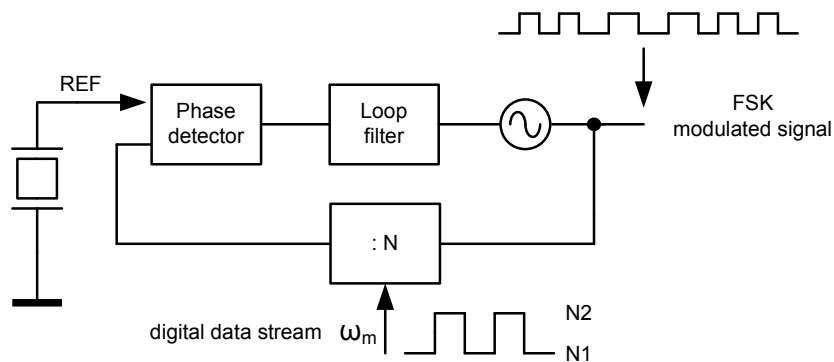 REF
Phase
detector
Loop
filter
FSK
modulated signal
: N
digital data stream ωm
N2
N1